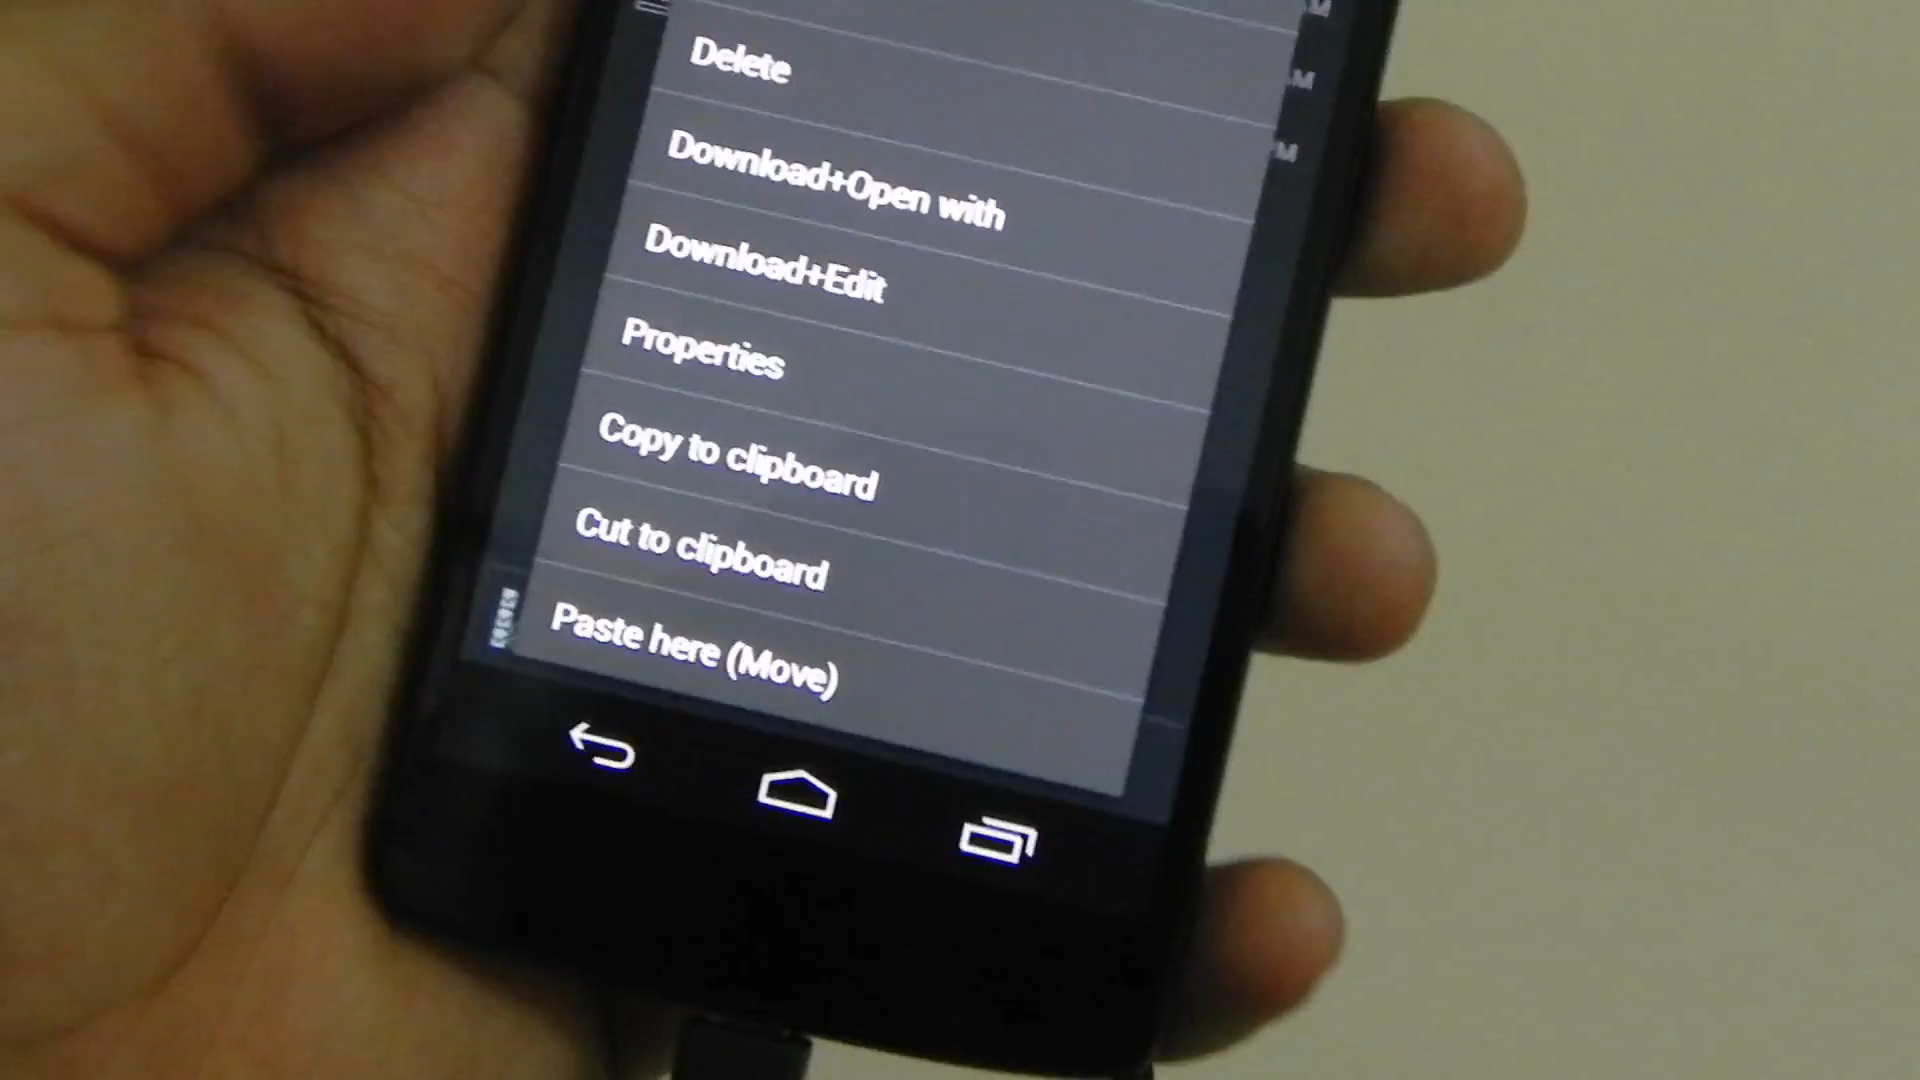 M
Delete
M
Download+Open with
M
Download+Edit
Properties
Copy to clipboard
Cut to clipboard
Paste here (Move)